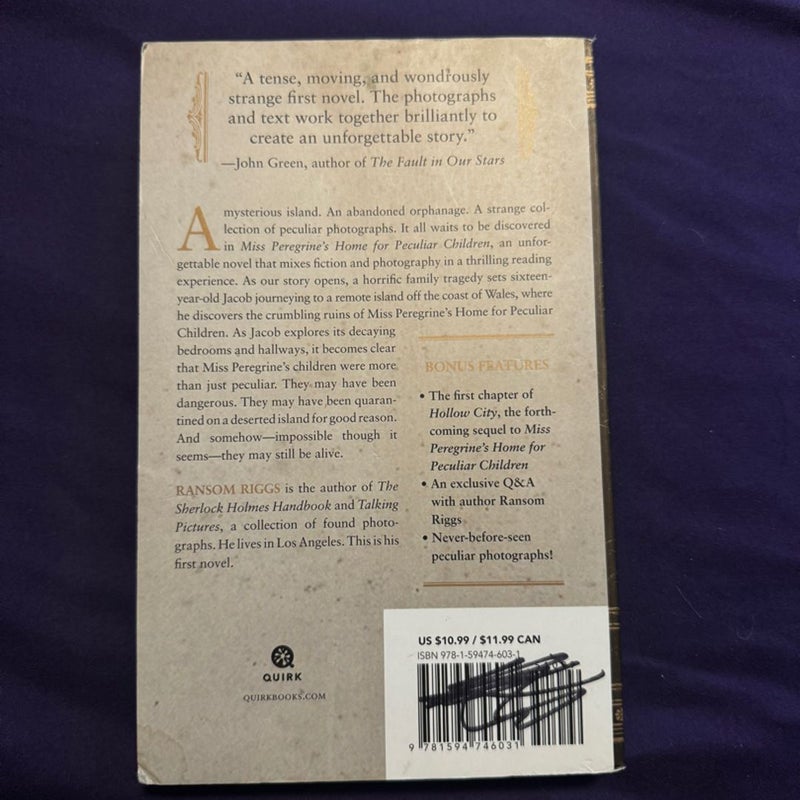 “A tense, moving, and wondrously
strange first novel. The photographs
and text work together brilliantly to
create an unforgettable story.”
—John Green, author of The Fault in Our Stars
A mysterious island. An abandoned orphanage. A strange col-
lection of peculiar photographs. It all waits to be discovered
in Miss Peregrine’s Home for Peculiar Children, an unfor-
gettable novel that mixes fiction and photography in a thrilling reading
experience. As our story opens, a horrific family tragedy sets sixteen-
year-old Jacob journeying to a remote island off the coast of Wales, where
he discovers the crumbling ruins of Miss Peregrine’s Home for Peculiar
Children. As Jacob explores its decaying
bedrooms and hallways, it becomes clear
that Miss Peregrine’s children were more
than just peculiar. They may have been
dangerous. They may have been quaran-
tined on a deserted island for good reason.
And somehow—impossible though it
seems—they may still be alive.
RANSOM RIGGS is the author of The
Sherlock Holmes Handbook and Talking
Pictures, a collection of found photo-
graphs. He lives in Los Angeles. This is his
first novel.
BONUS FEATURES
• The first chapter of
Hollow City, the forth-
coming sequel to Miss
Peregrine’s Home for
Peculiar Children
• An exclusive Q&A
with author Ransom
Riggs
• Never-before-seen
peculiar photographs!
QUIRK
QUIRKBOOKS.COM
US $10.99 / $11.99 CAN
ISBN 978-1-59474-603-1
9 781594 746031